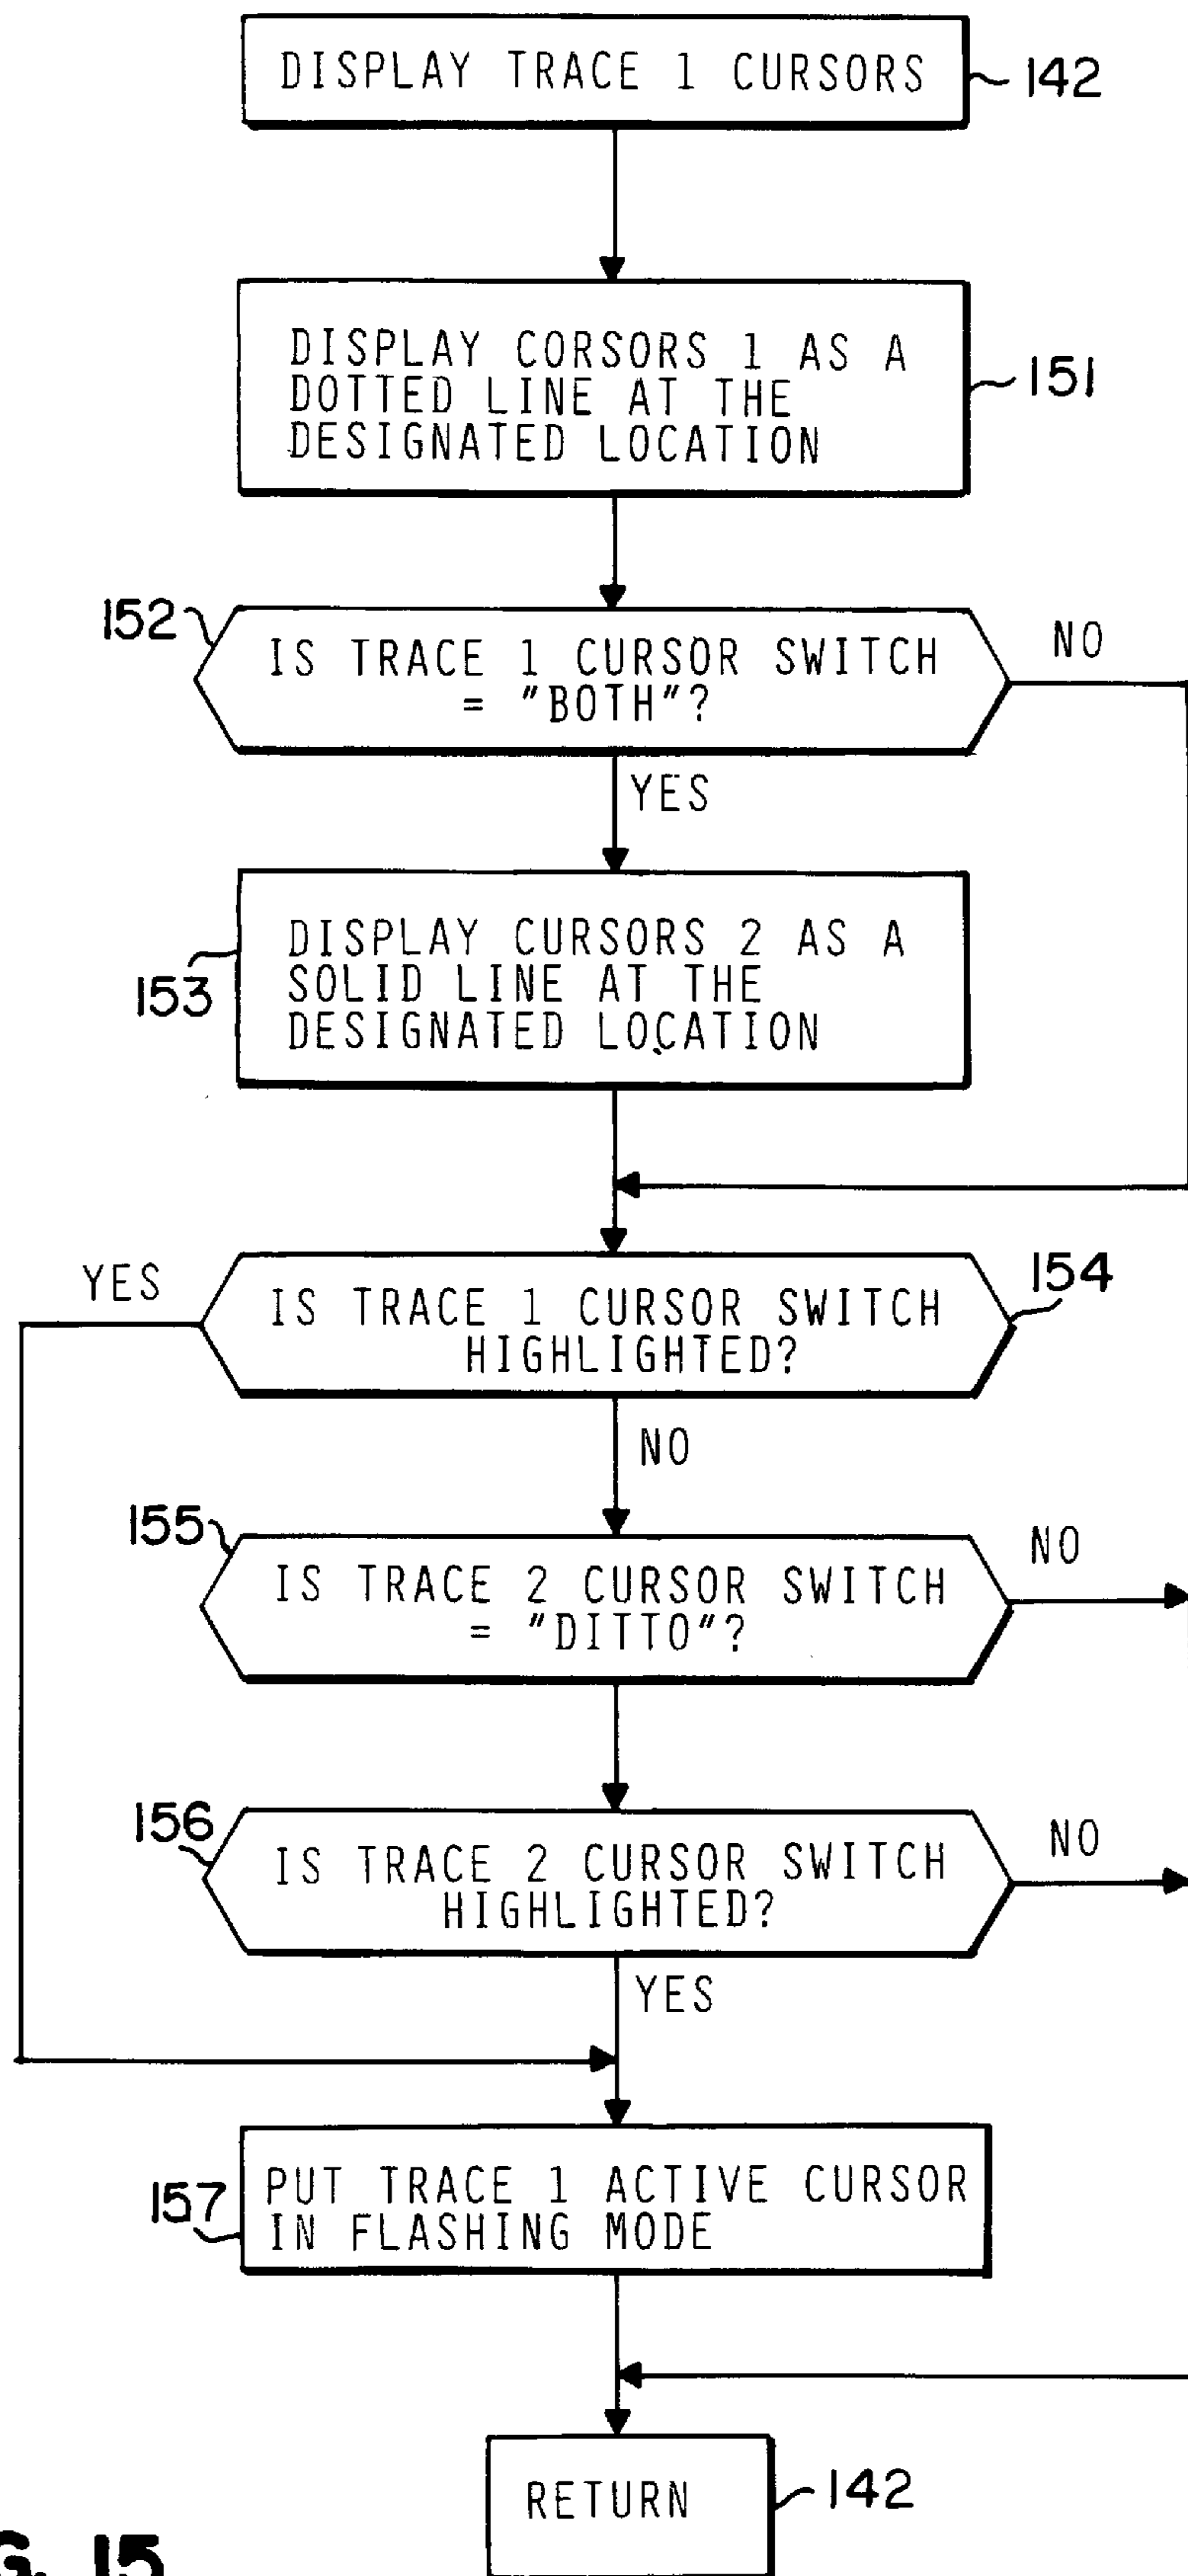 DISPLAY TRACE 1 CURSORS
142
DISPLAY CORSORS 1 AS A
DOTTED LINE AT THE
DESIGNATED LOCATION
151
152
IS TRACE 1 CURSOR SWITCH
= "BOTH"?
NO
YES
DISPLAY CURSORS 2 AS A
SOLID LINE AT THE
DESIGNATED LOCATION
153
YES
IS TRACE 1 CURSOR SWITCH
HIGHLIGHTED?
154
NO
155
IS TRACE 2 CURSOR SWITCH
= "DITTO"?
NO
156
IS TRACE 2 CURSOR SWITCH
HIGHLIGHTED?
NO
YES
157
PUT TRACE 1 ACTIVE CURSOR
IN FLASHING MODE
RETURN
142
G. 15